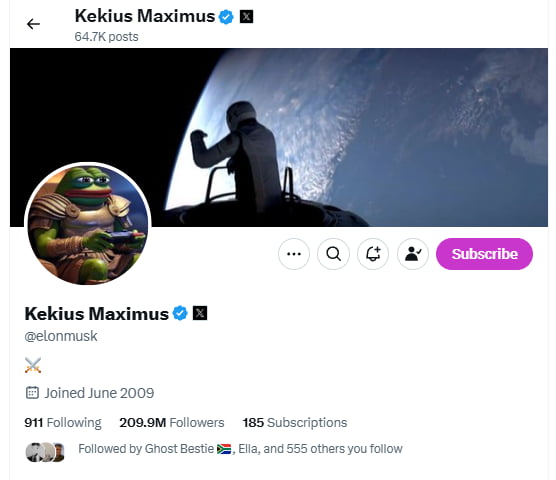 Kekius Maximus
64.7K posts
Subscribe
Kekius Maximus
@elonmusk
⚔️
Joined June 2009
911 Following 209.9M Followers 185 Subscriptions
Followed by Ghost Bestie 🇿🇦, Ella, and 555 others you follow